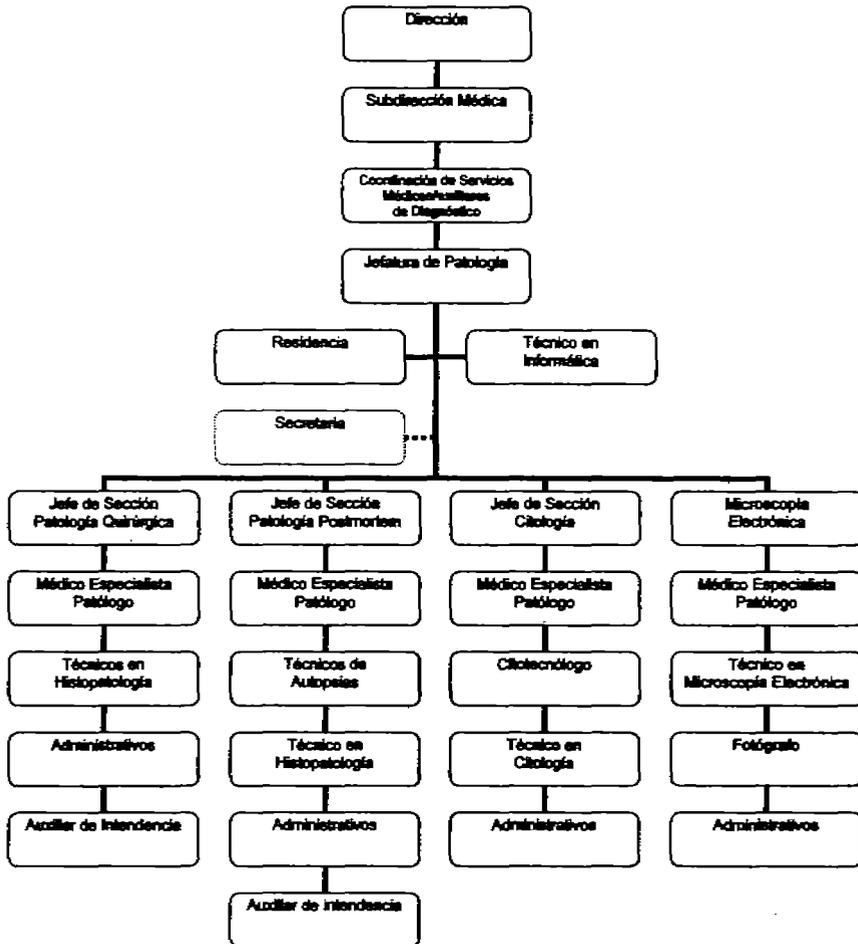 Dirección
Subdirección Médica
Coordinación de Servicios
Médicos Auxiliares
de Diagnóstico
Jefatura de Patología
Residencia
Técnico en
Informática
Secretaria
Jefe de Sección
Patología Quirúrgica
Jefe de Sección
Patología Postmortem
Jefe de Sección
Citología
Microscopía
Electrónica
Médico Especialista
Patólogo
Médico Especialista
Patólogo
Médico Especialista
Patólogo
Médico Especialista
Patólogo
Técnicos en
Histopatología
Técnicos de
Autopsias
Citotecnólogo
Técnico en
Microscopía Electrónica
Administrativos
Técnico en
Histopatología
Técnico en
Citología
Fotógrafo
Auxiliar de Intendencia
Administrativos
Administrativos
Administrativos
Auxiliar de intendencia